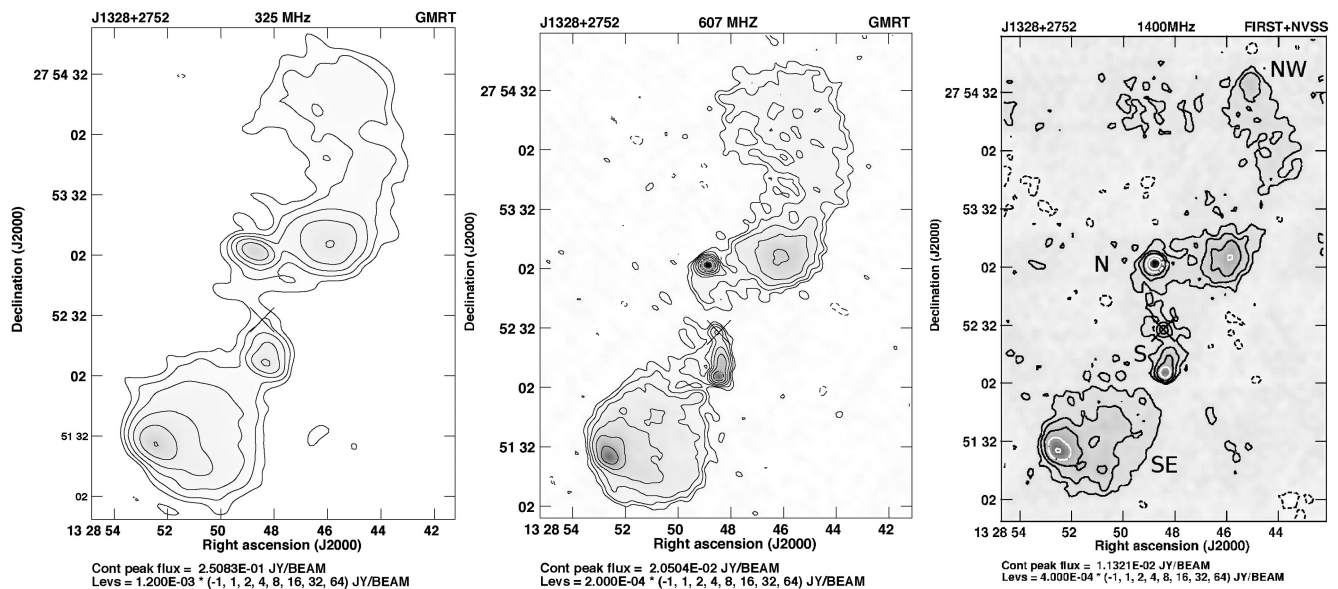 J1328+2752 325 MHz GMRT
27 54 32
02
53 32
02
52 32
02
51 32
02
13 28 54 52 50 48 46 44 42
Declination (J2000)
Right ascension (J2000)
Cont peak flux = 2.5083E-01 JY/BEAM
Levs = 1.200E-03 * (-1, 1, 2, 4, 8, 16, 32, 64) JY/BEAM
J1328+2752 607 MHZ GMRT
27 54 32
02
53 32
02
52 32
02
51 32
02
13 28 54 52 50 48 46 44 42
Declination (J2000)
Right ascension (J2000)
Cont peak flux = 2.0504E-02 JY/BEAM
Levs = 2.000E-04 * (-1, 1, 2, 4, 8, 16, 32, 64) JY/BEAM
J1328+2752 1400MHz FIRST+NVSS
NW
27 54 32
02
53 32
N
02
52 32
S
02
51 32
SE
02
13 28 54 52 50 48 46 44
Declination (J2000)
Right ascension (J2000)
Cont peak flux = 1.1321E-02 JY/BEAM
Levs = 4.000E-04 * (-1, 1, 2, 4, 8, 16, 32, 64) JY/BEAM